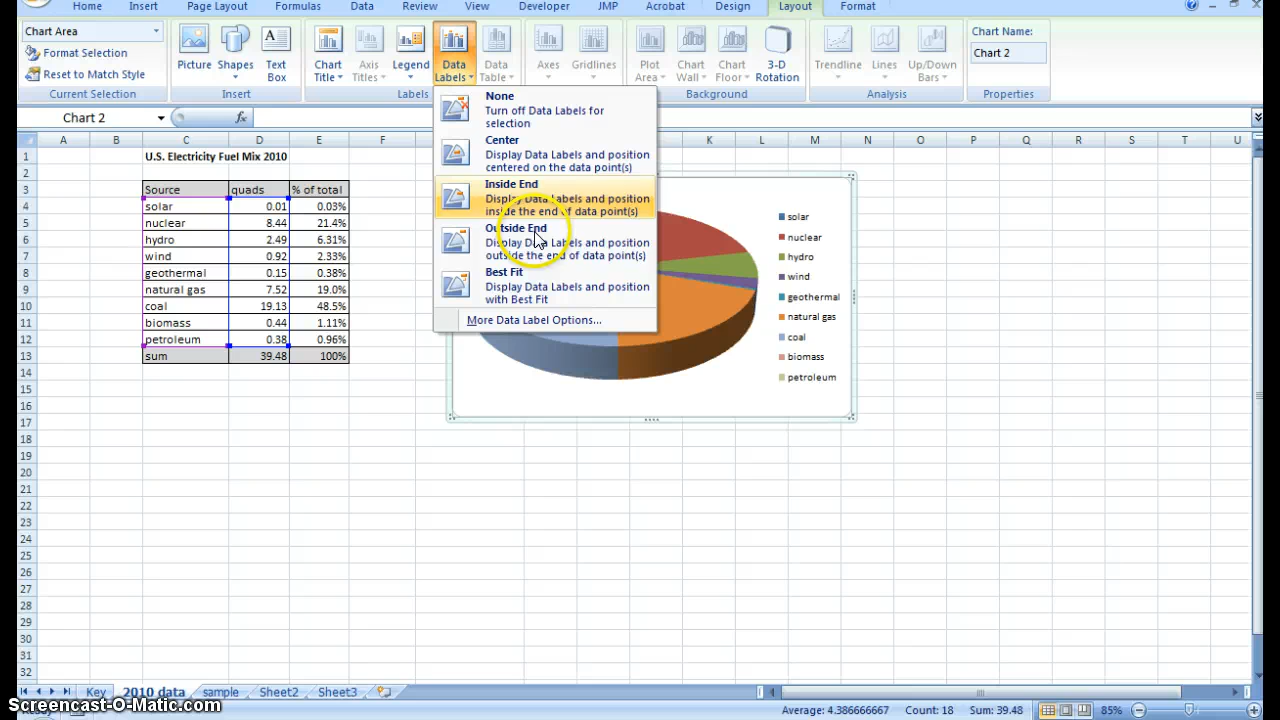 Home Insert Page Layout Formulas Data Review View Developer JMP Acrobat Design Layout Format
Chart Area
Format Selection
Reset to Match Style
Current Selection
Picture Shapes Text Box
Insert
Chart Title Axis Titles Legend Data Labels Data Table
Labels
Axes Gridlines
Plot Area Chart Wall Chart Floor 3-D Rotation
Background
Trendline Lines Up/Down Bars
Analysis
Chart Name:
Chart 2
Properties
Chart 2 fx
None
Turn off Data Labels for
selection
Center
Display Data Labels and position
centered on the data point(s)
Inside End
Display Data Labels and position
inside the end of data point(s)
Outside End
Display Data Labels and position
outside the end of data point(s)
Best Fit
Display Data Labels and position
with Best Fit
More Data Label Options...
A B C D E F K L M N O P Q R S T U
1 U.S. Electricity Fuel Mix 2010
2
3 Source quads % of total
4 solar 0.01 0.03%
5 nuclear 8.44 21.4%
6 hydro 2.49 6.31%
7 wind 0.92 2.33%
8 geothermal 0.15 0.38%
9 natural gas 7.52 19.0%
10 coal 19.13 48.5%
11 biomass 0.44 1.11%
12 petroleum 0.38 0.96%
13 sum 39.48 100%
14
15
16
17
18
19
20
21
22
23
24
25
26
27
28
29
30
31
32
solar
nuclear
hydro
wind
geothermal
natural gas
coal
biomass
petroleum
Key 2010 data sample Sheet2 Sheet3
Screencast-O-Matic.com
Average: 4.386666667 Count: 18 Sum: 39.48 85%